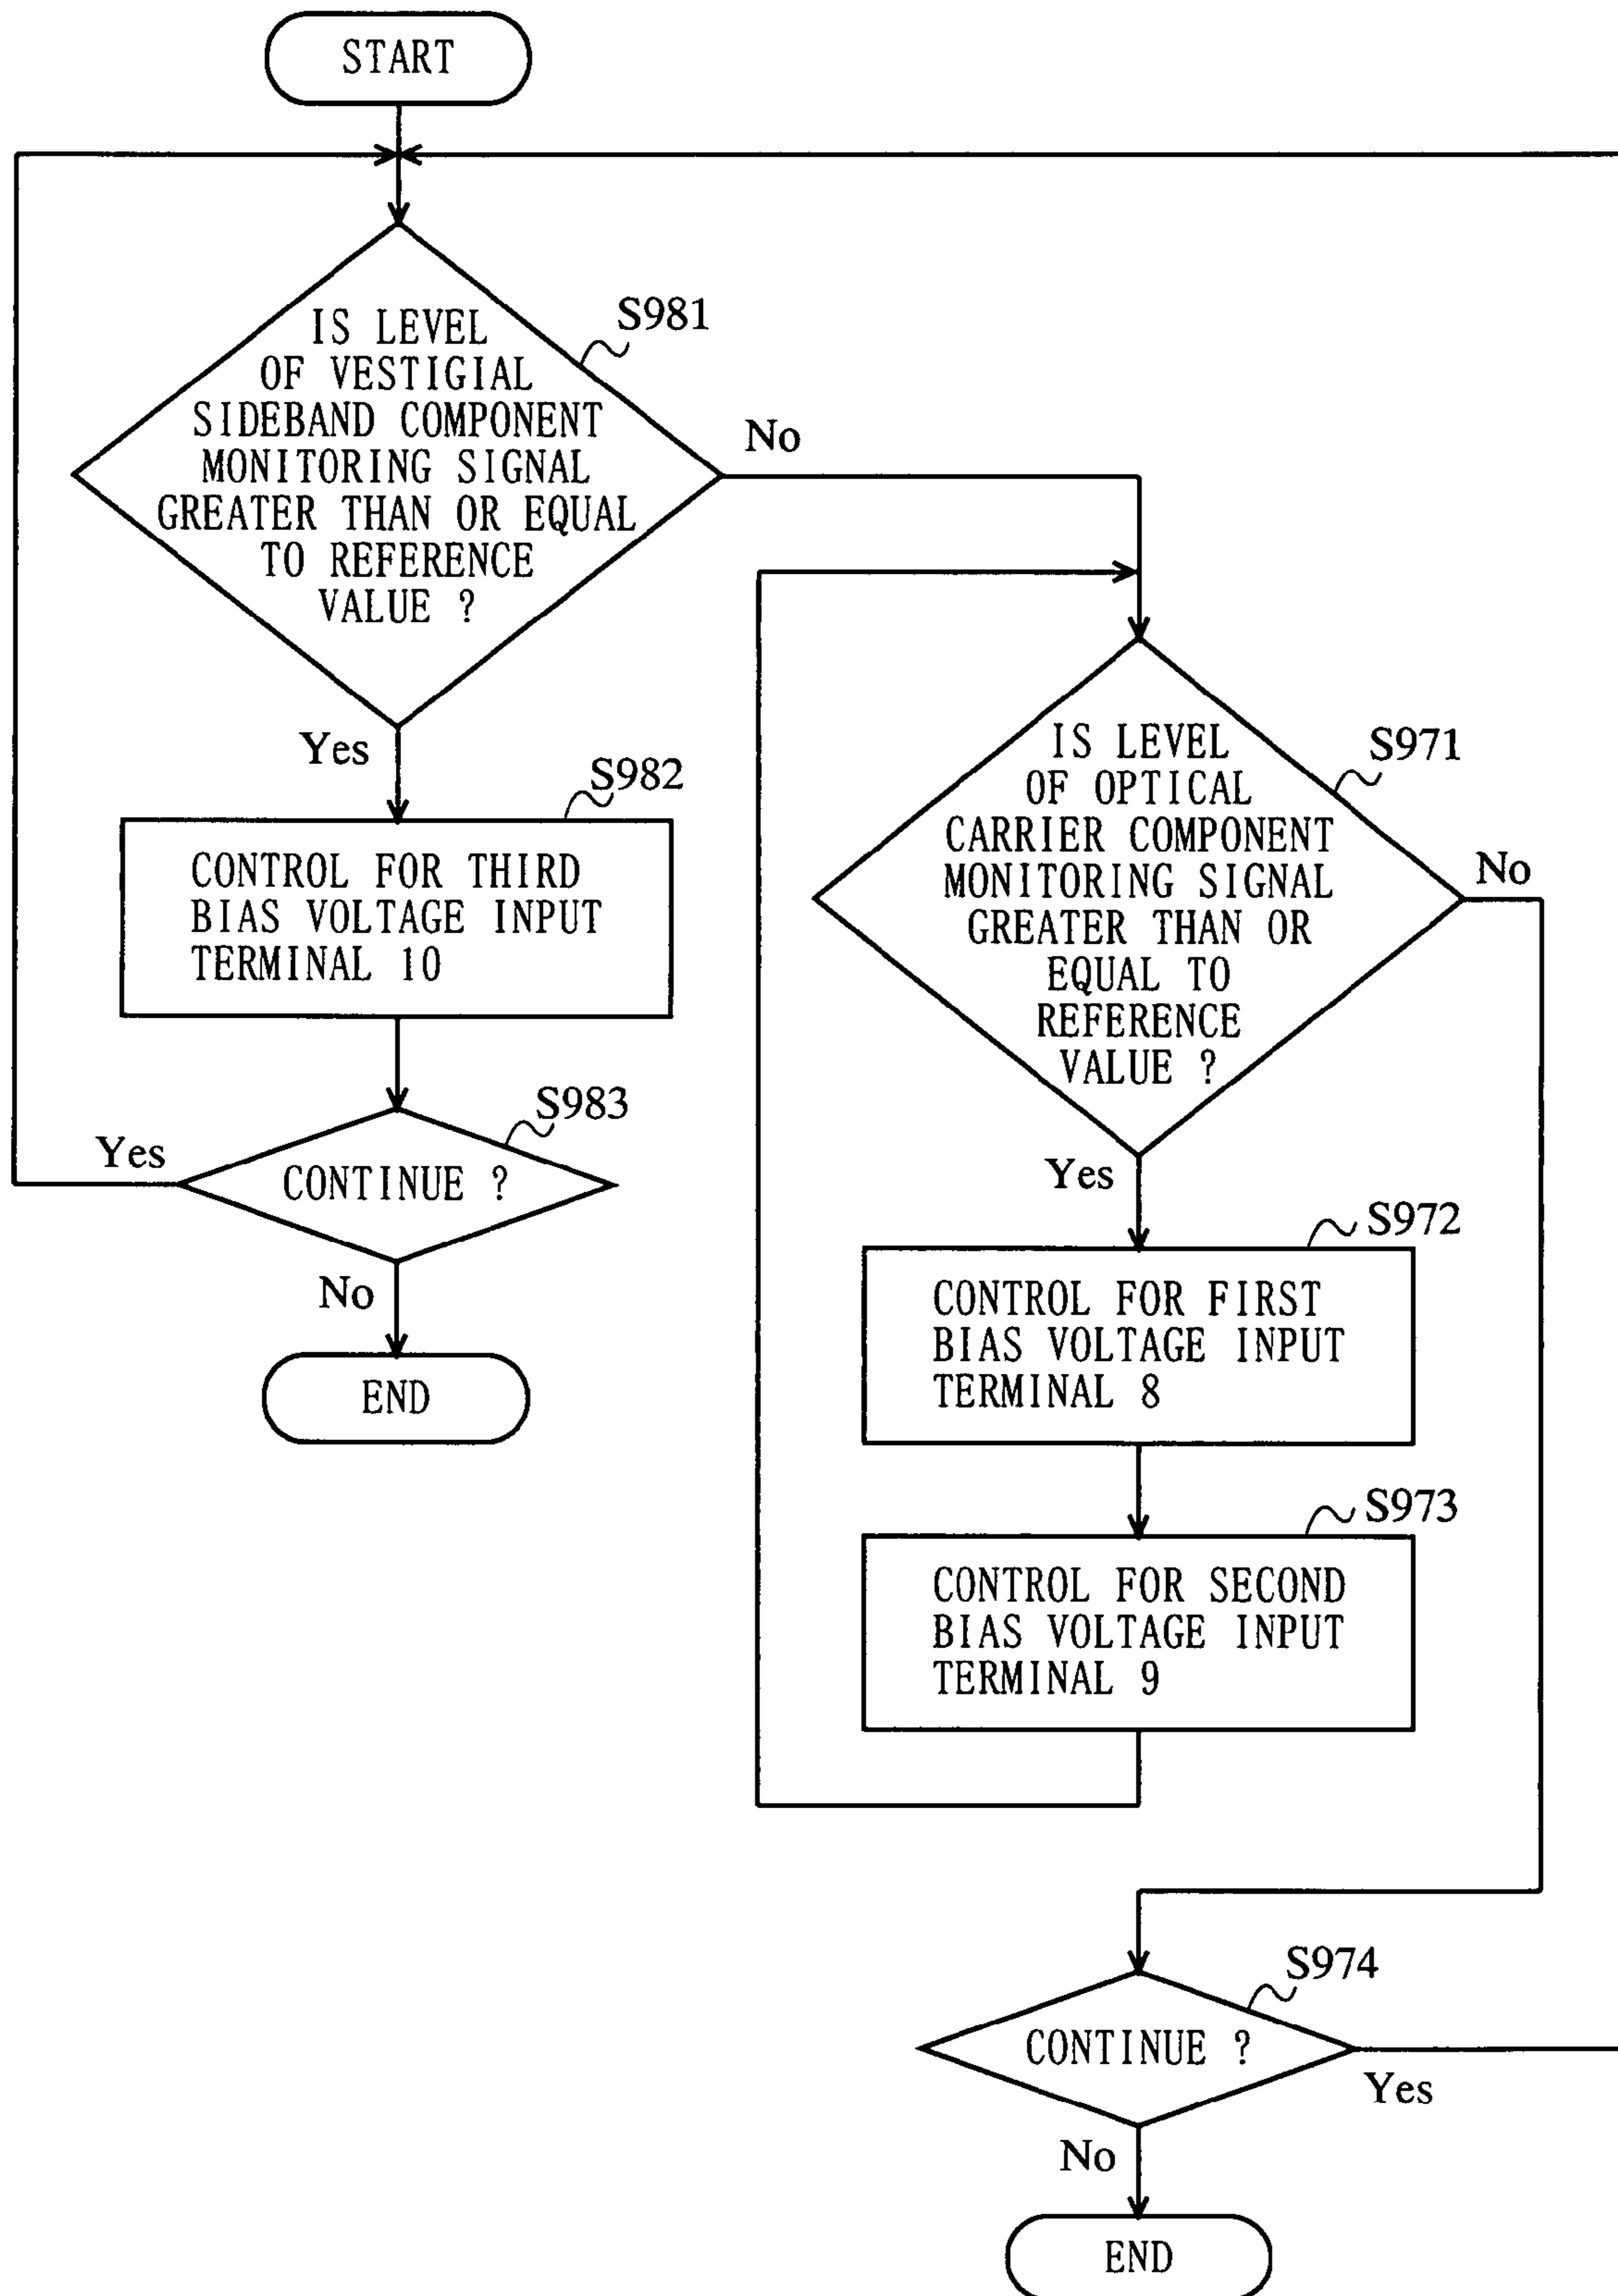 START
IS LEVEL
OF VESTIGIAL
SIDEBAND COMPONENT
MONITORING SIGNAL
GREATER THAN OR EQUAL
TO REFERENCE
VALUE ?
S981
No
Yes
S982
CONTROL FOR THIRD
BIAS VOLTAGE INPUT
TERMINAL 10
S983
Yes
CONTINUE ?
No
END
IS LEVEL
OF OPTICAL
CARRIER COMPONENT
MONITORING SIGNAL
GREATER THAN OR
EQUAL TO
REFERENCE
VALUE ?
S971
No
Yes
S972
CONTROL FOR FIRST
BIAS VOLTAGE INPUT
TERMINAL 8
S973
CONTROL FOR SECOND
BIAS VOLTAGE INPUT
TERMINAL 9
S974
CONTINUE ?
Yes
No
END